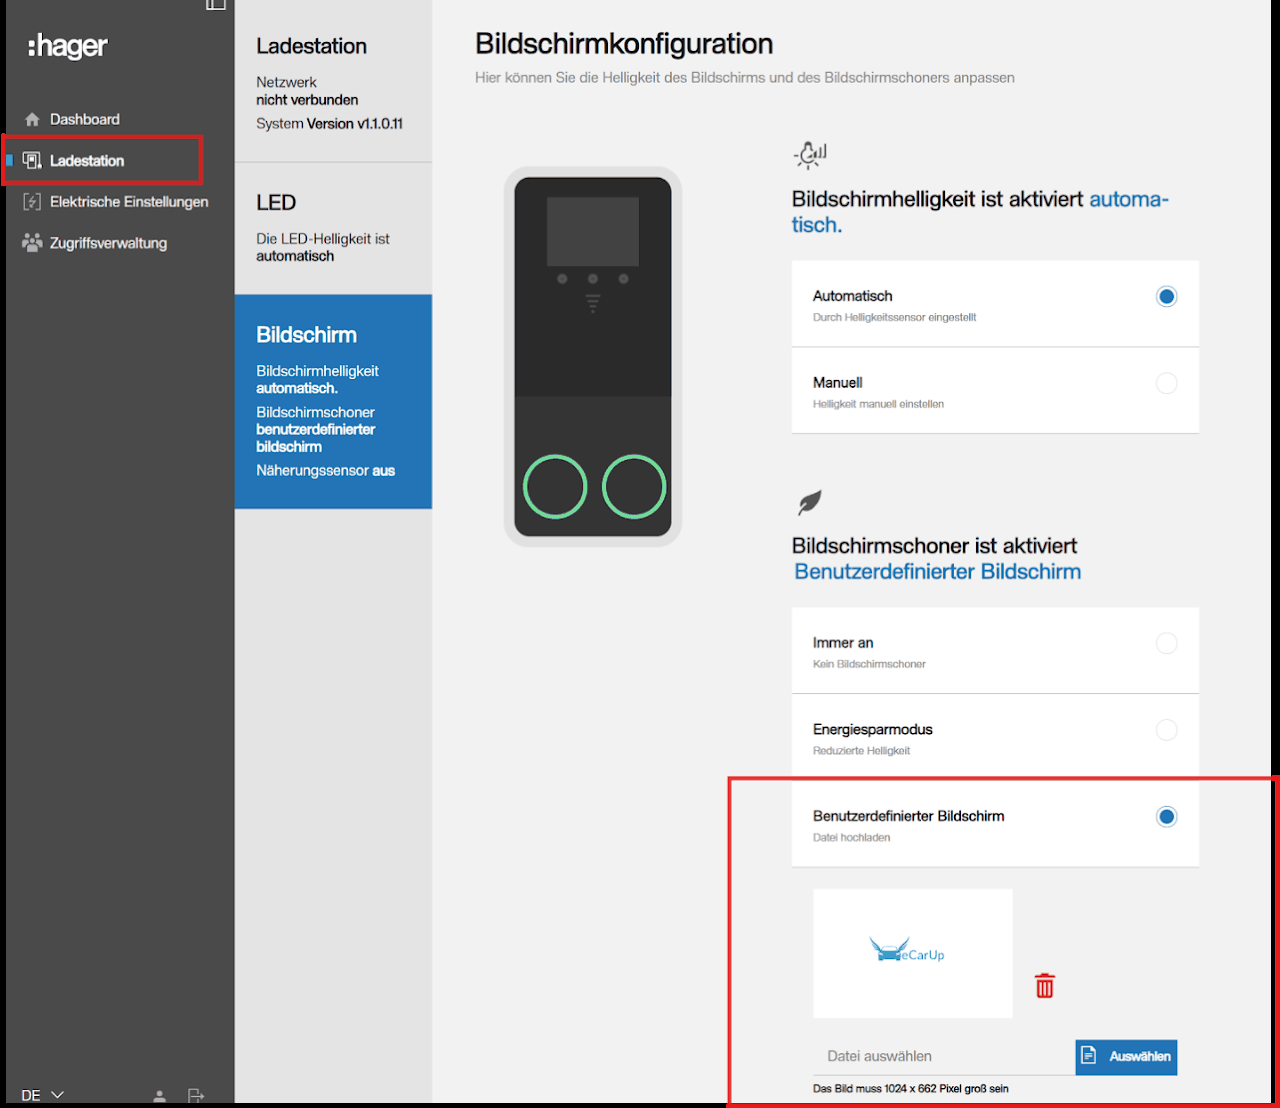 :hager
Dashboard
Ladestation
Elektrische Einstellungen
Zugriffsverwaltung
DE
Ladestation
Netzwerk
nicht verbunden
System Version v1.1.0.11
LED
Die LED-Helligkeit ist
automatisch
Bildschirm
Bildschirmhelligkeit
automatisch.
Bildschirmschoner
benutzerdefinierter
bildschirm
Näherungssensor aus
Bildschirmkonfiguration
Hier können Sie die Helligkeit des Bildschirms und des Bildschirmschoners anpassen
Bildschirmhelligkeit ist aktiviert automa-
tisch.
Automatisch
Durch Helligkeitssensor eingestellt
Manuell
Helligkeit manuell einstellen
Bildschirmschoner ist aktiviert
Benutzerdefinierter Bildschirm
Immer an
Kein Bildschirmschoner
Energiesparmodus
Reduzierte Helligkeit
Benutzerdefinierter Bildschirm
Datei hochladen
eCarUp
Datei auswählen
Auswählen
Das Bild muss 1024 x 662 Pixel groß sein